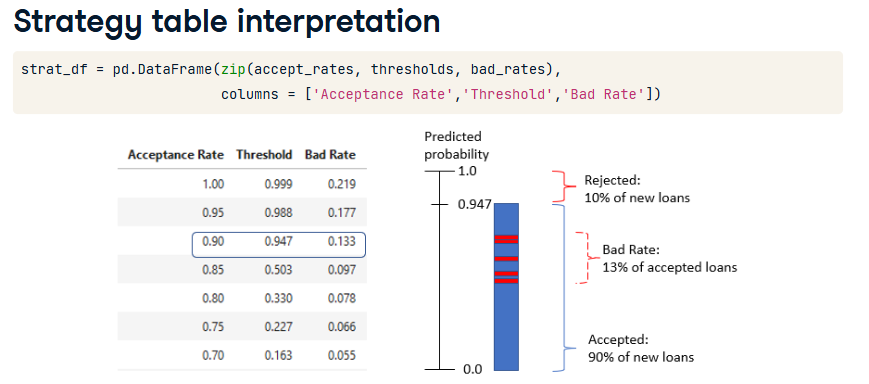 Strategy table interpretation
strat_df = pd.DataFrame(zip(accept_rates, thresholds, bad_rates),
columns = ['Acceptance Rate','Threshold','Bad Rate'])
Acceptance Rate Threshold Bad Rate
1.00 0.999 0.219
0.95 0.988 0.177
0.90 0.947 0.133
0.85 0.503 0.097
0.80 0.330 0.078
0.75 0.227 0.066
0.70 0.163 0.055
Predicted
probability
1.0
0.947
0.0
Rejected:
10% of new loans
Bad Rate:
13% of accepted loans
Accepted:
90% of new loans